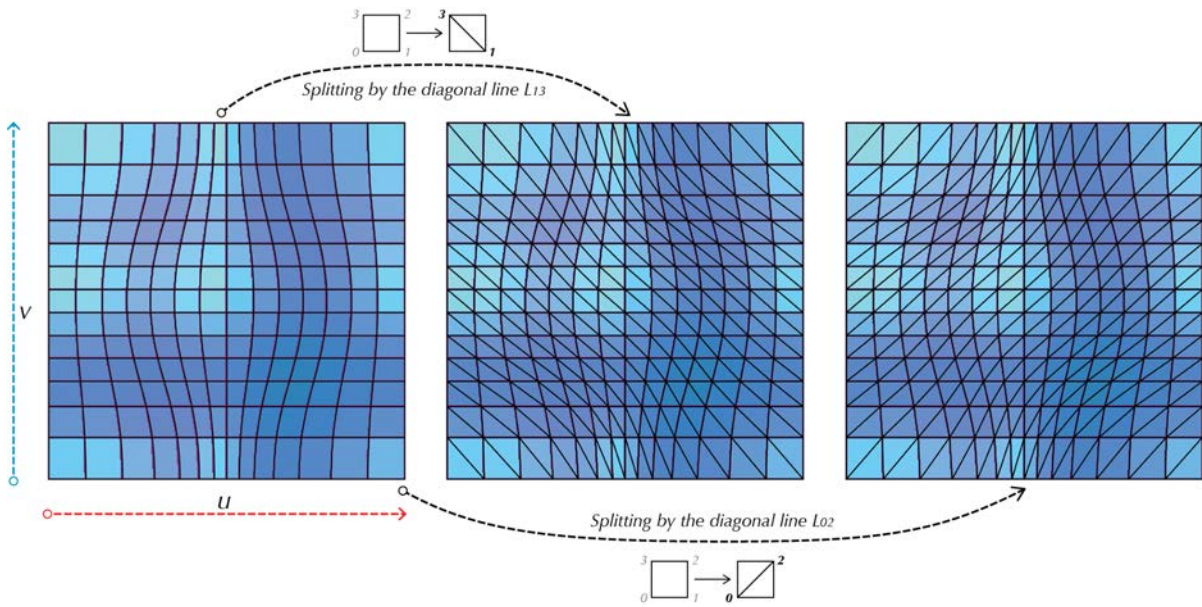 3 2 3
0 1 1
Splitting by the diagonal line L13
V
u
Splitting by the diagonal line L02
3 2 2
0 1 0